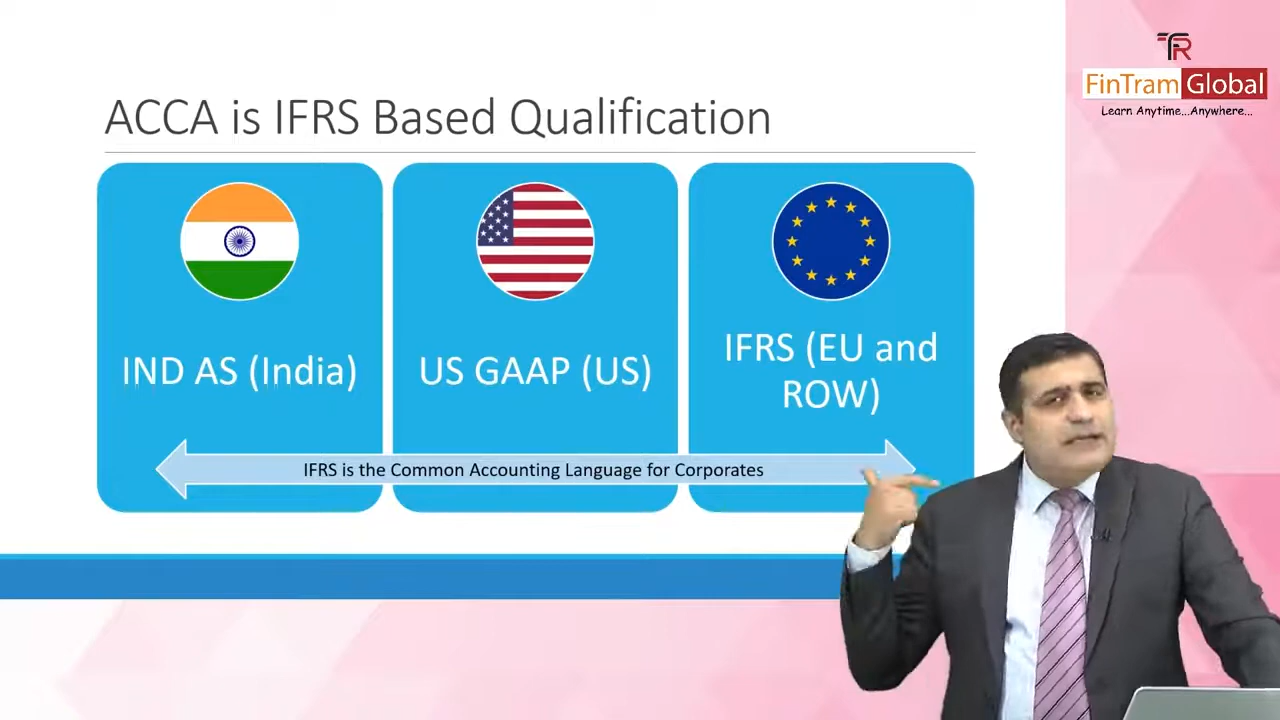 TFR
FinTram Global
Learn Anytime...Anywhere...
ACCA is IFRS Based Qualification
IND AS (India)
US GAAP (US)
IFRS (EU and
ROW)
IFRS is the Common Accounting Language for Corporates